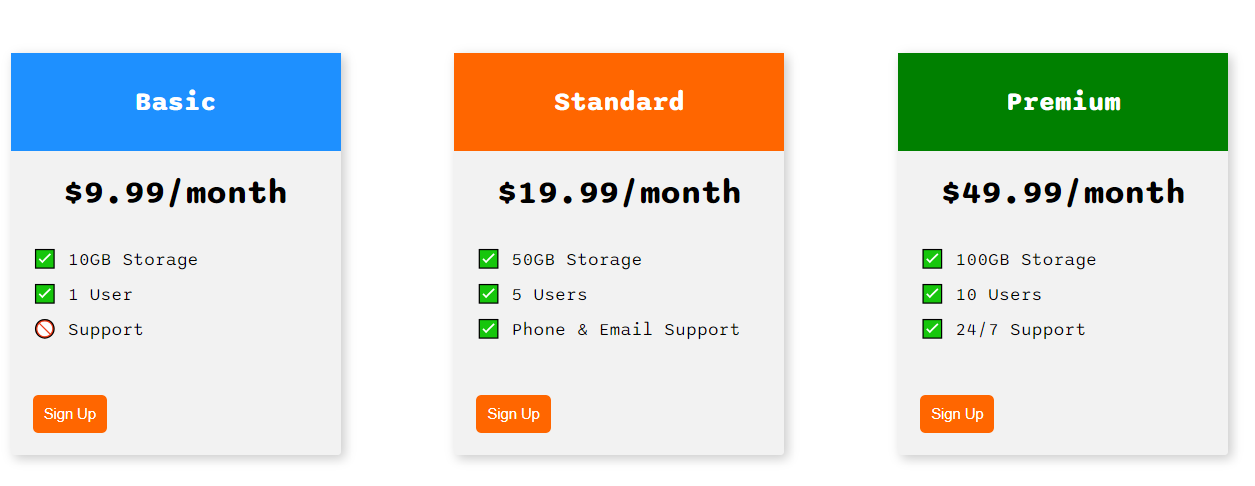 Basic
$9.99/month
10GB Storage
1 User
Support
Sign Up
Standard
$19.99/month
50GB Storage
5 Users
Phone & Email Support
Sign Up
Premium
$49.99/month
100GB Storage
10 Users
24/7 Support
Sign Up